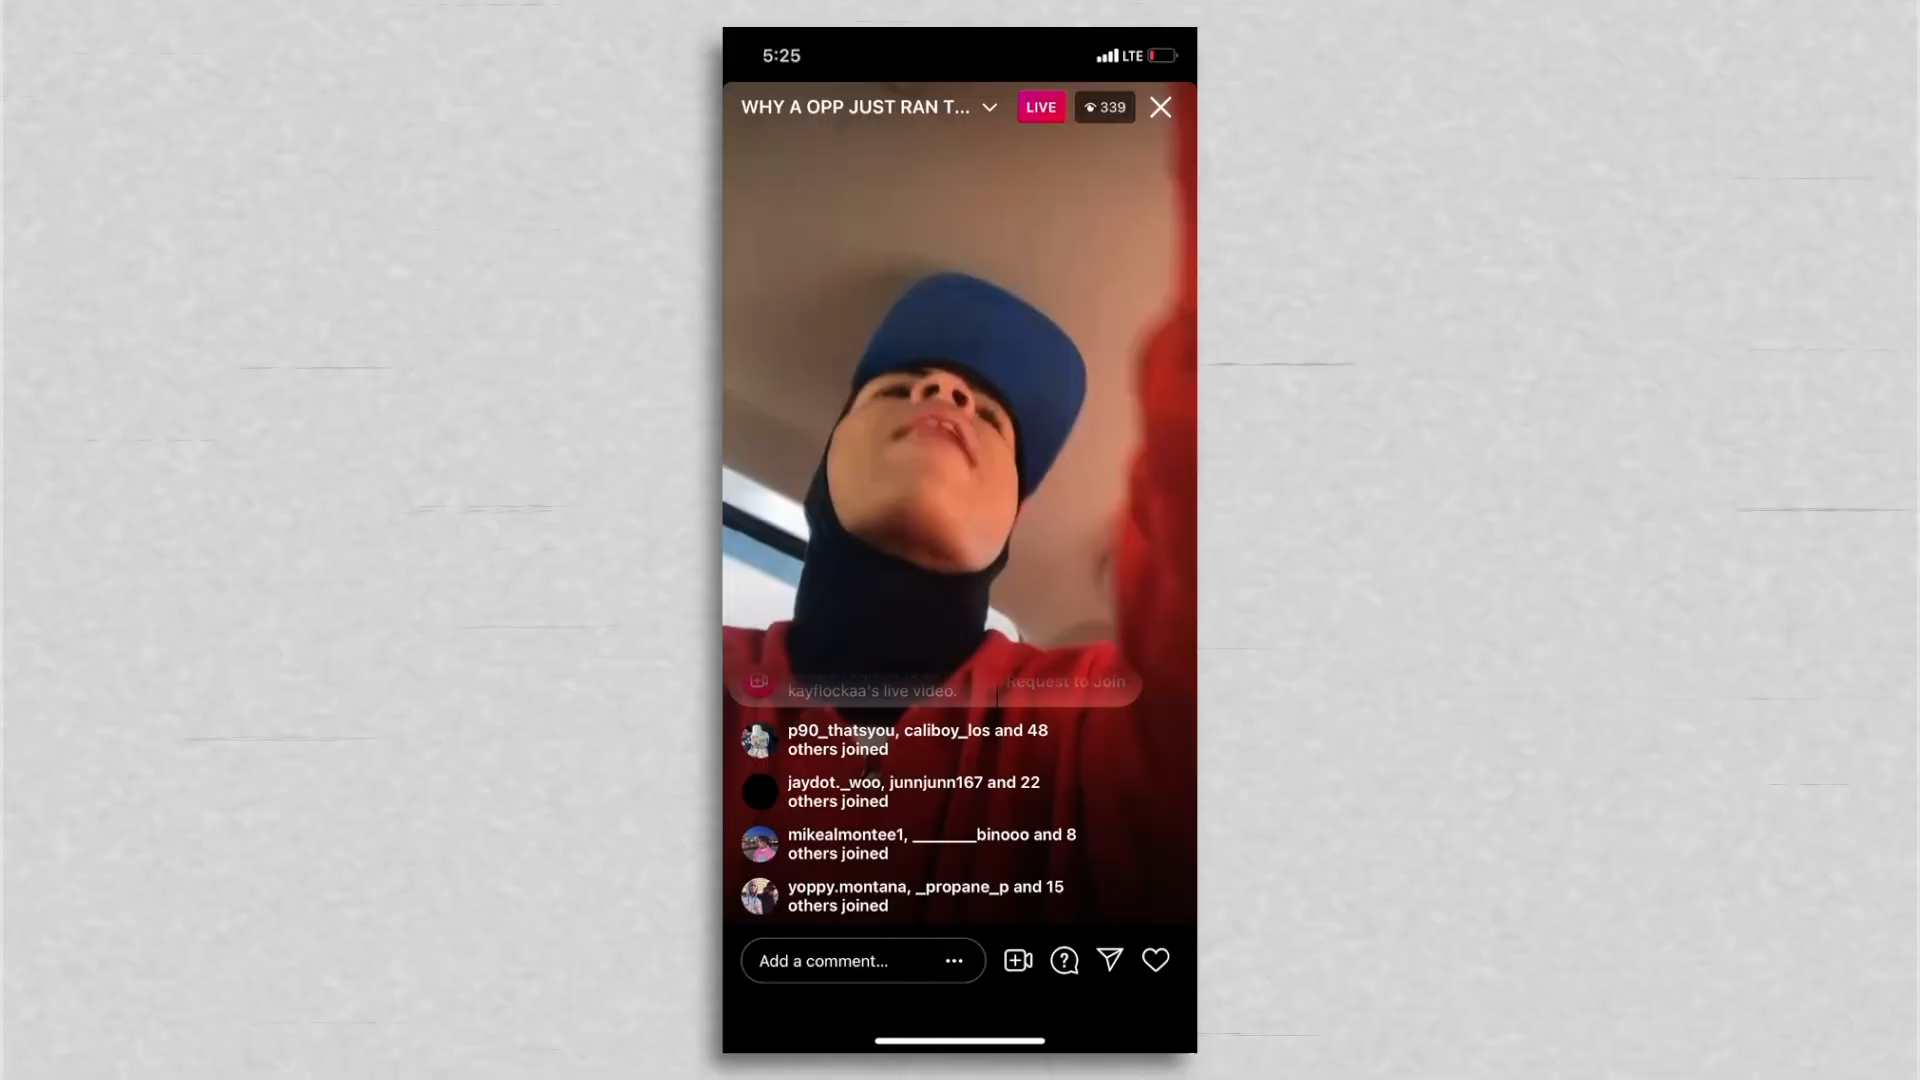 5:25
LTE
WHY A OPP JUST RAN T...
LIVE
339
kayflockaa's live video.
Request to Join
p90_thatsyou, caliboy_los and 48
others joined
jaydot._woo, junnjunn167 and 22
others joined
mikealmontee1, ________binooo and 8
others joined
yoppy.montana, _propane_p and 15
others joined
Add a comment...